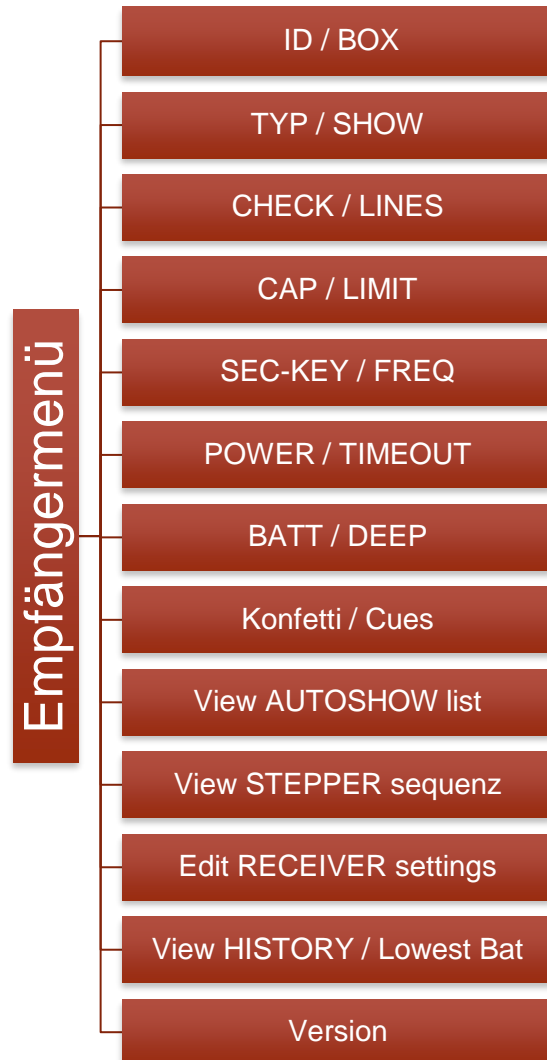 Empfängermenü
ID / BOX
TYP / SHOW
CHECK / LINES
CAP / LIMIT
SEC-KEY / FREQ
POWER / TIMEOUT
BATT / DEEP
Konfetti / Cues
View AUTOSHOW list
View STEPPER sequenz
Edit RECEIVER settings
View HISTORY / Lowest Bat
Version